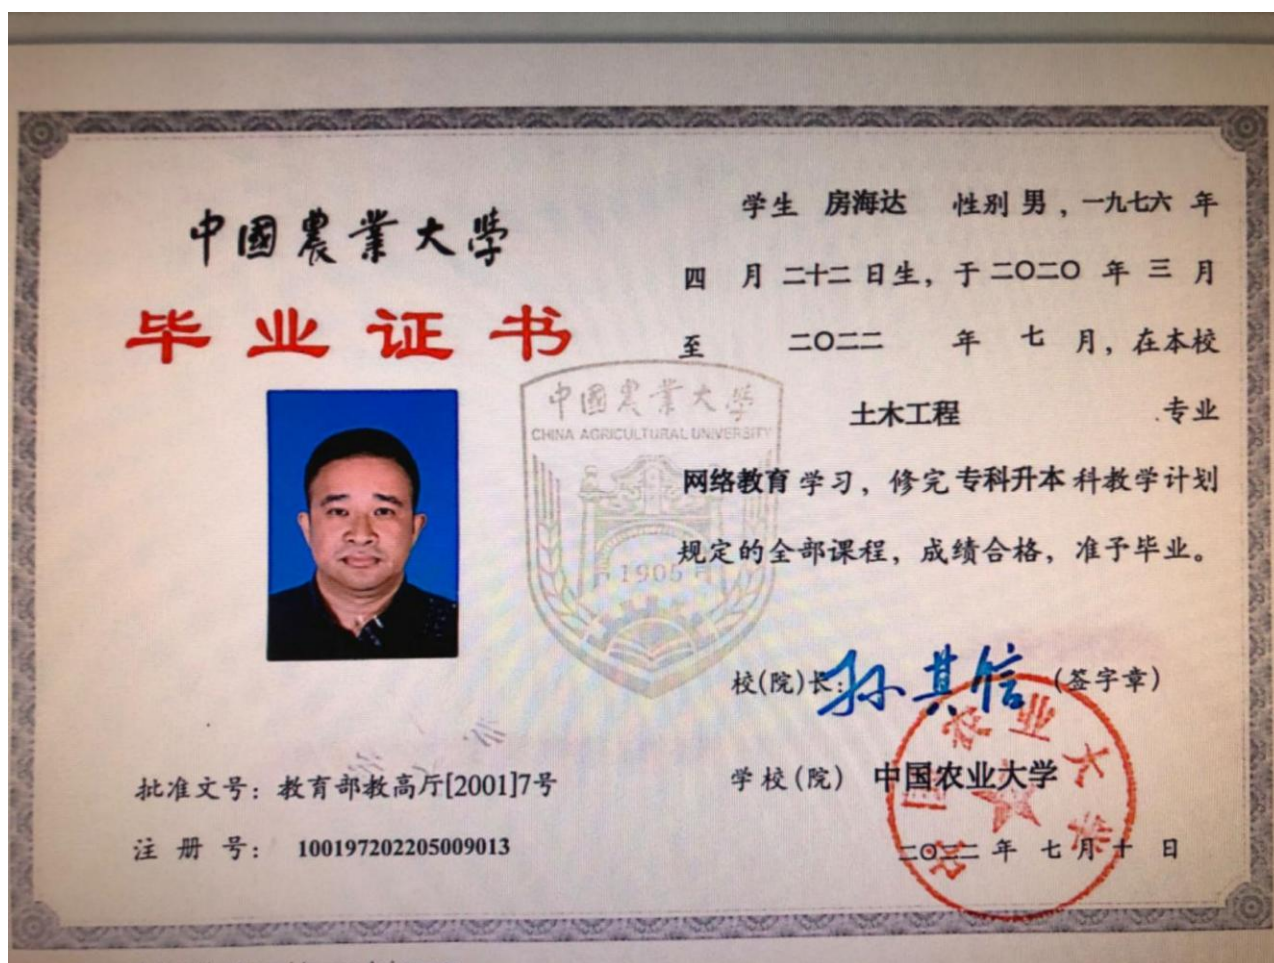 中國農業大學
毕业证书
学生 房海达 性别 男，一九七六 年
四 月 二十二 日生，于 二〇二〇 年 三 月
至 二〇二二 年 七 月，在本校
土木工程 专业
网络教育 学习，修完 专科升本 科教学计划
规定的全部课程，成绩合格，准予毕业。
中國農業大學
CHINA AGRICULTURAL UNIVERSITY
1905
校(院)长：孙其信 (签字章)
学校(院) 中国农业大学
中国农业大学
二〇二二 年 七 月 十 日
批准文号：教育部教高厅[2001]7号
注 册 号： 100197202205009013